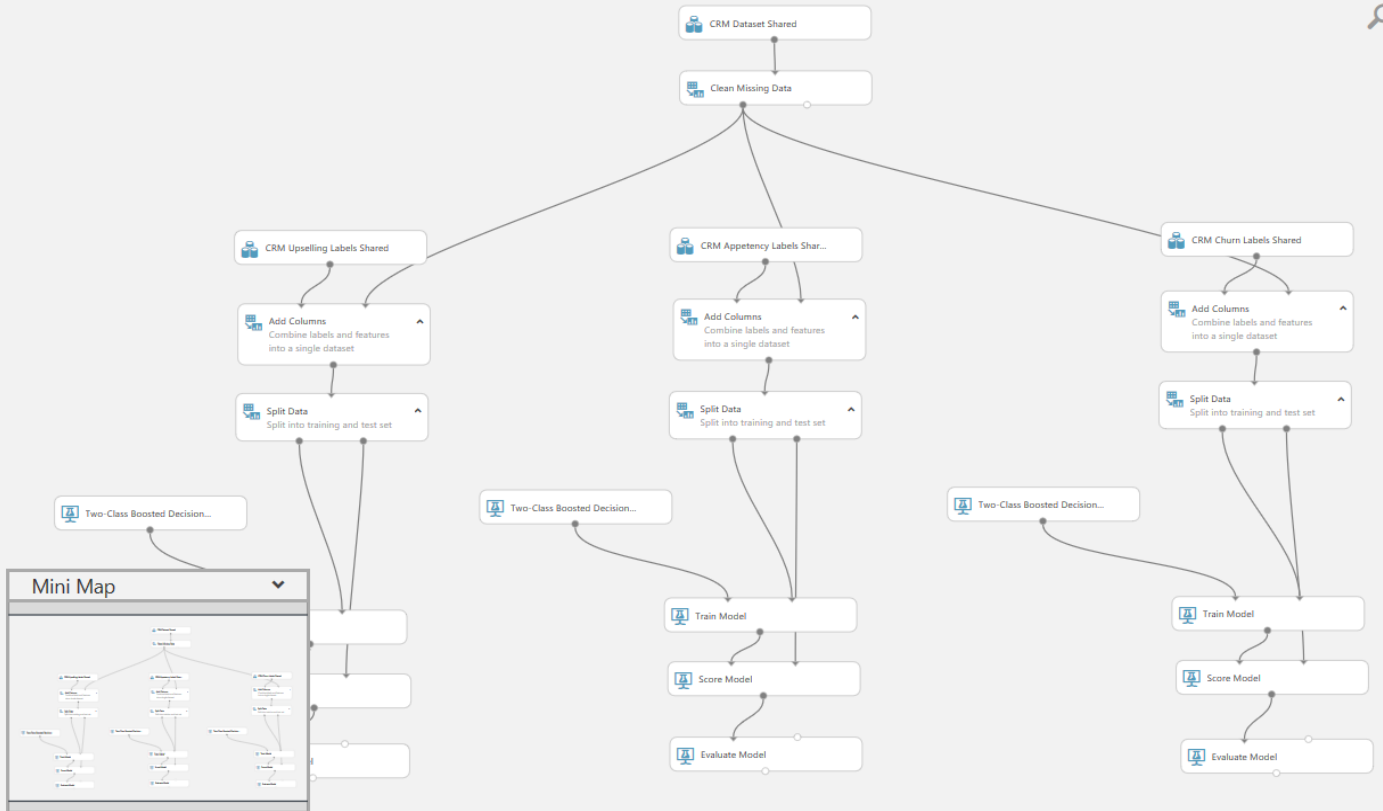 CRM Dataset Shared
Clean Missing Data
CRM Upselling Labels Shared
CRM Appetency Labels Shar...
CRM Churn Labels Shared
Add Columns
Combine labels and features
into a single dataset
Add Columns
Combine labels and features
into a single dataset
Add Columns
Combine labels and features
into a single dataset
Split Data
Split into training and test set
Split Data
Split into training and test set
Split Data
Split into training and test set
Two-Class Boosted Decision...
Two-Class Boosted Decision...
Two-Class Boosted Decision...
Mini Map
Train Model
Train Model
Score Model
Score Model
Evaluate Model
Evaluate Model